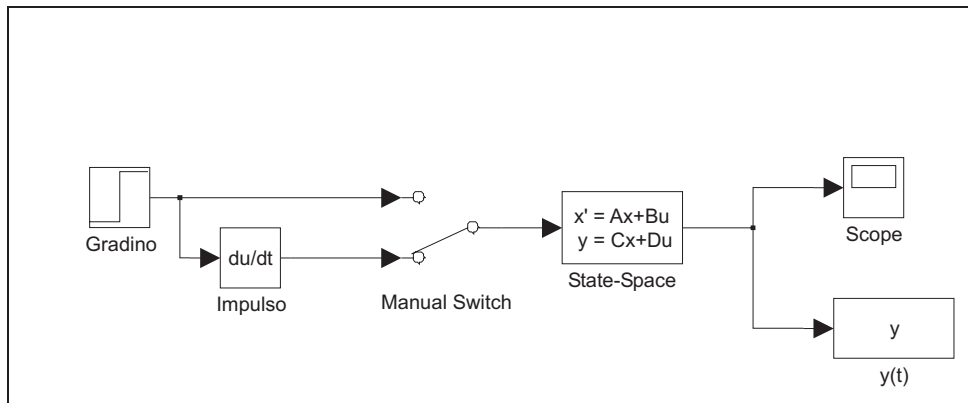 Gradino
du/dt
Impulso
Manual Switch
x' = Ax+Bu
y = Cx+Du
State-Space
Scope
y
y(t)